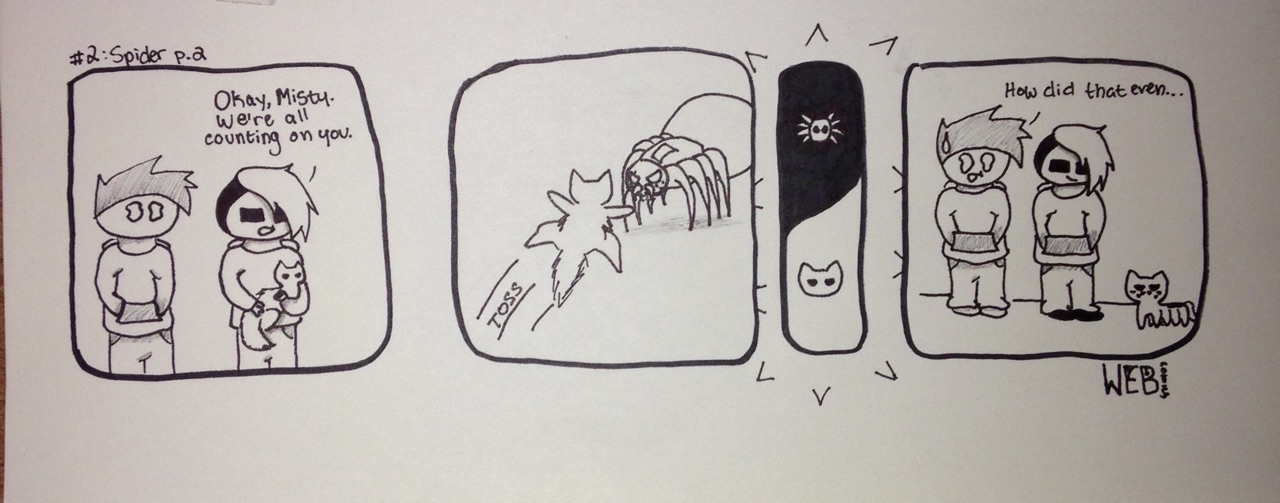 #2: Spider p.2
Okay, Misty.
We're all
counting on you.
TOSS
How did that even...
WEB